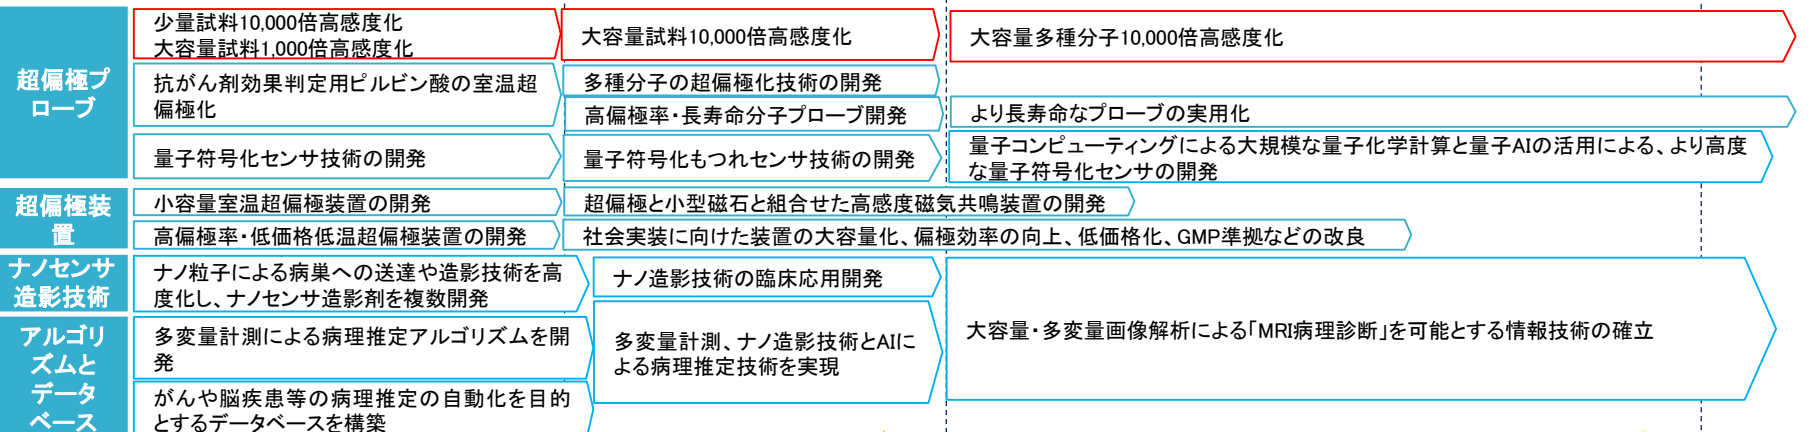 超偏極プ
ローブ
少量試料10,000倍高感度化
大容量試料1,000倍高感度化
大容量試料10,000倍高感度化
大容量多種分子10,000倍高感度化
抗がん剤効果判定用ピルビン酸の室温超
偏極化
多種分子の超偏極化技術の開発
高偏極率・長寿命分子プローブ開発
より長寿命なプローブの実用化
量子符号化センサ技術の開発
量子符号化もつれセンサ技術の開発
量子コンピューティングによる大規模な量子化学計算と量子AIの活用による、より高度
な量子符号化センサの開発
超偏極装
置
小容量室温超偏極装置の開発
超偏極と小型磁石と組合せた高感度磁気共鳴装置の開発
高偏極率・低価格低温超偏極装置の開発
社会実装に向けた装置の大容量化、偏極効率の向上、低価格化、GMP準拠などの改良
ナノセンサ
造影技術
ナノ粒子による病巣への送達や造影技術を高
度化し、ナノセンサ造影剤を複数開発
ナノ造影技術の臨床応用開発
大容量・多変量画像解析による「MRI病理診断」を可能とする情報技術の確立
アルゴリ
ズムと
データ
ベース
多変量計測による病理推定アルゴリズムを開
発
多変量計測、ナノ造影技術とAIに
よる病理推定技術を実現
がんや脳疾患等の病理推定の自動化を目的
とするデータベースを構築